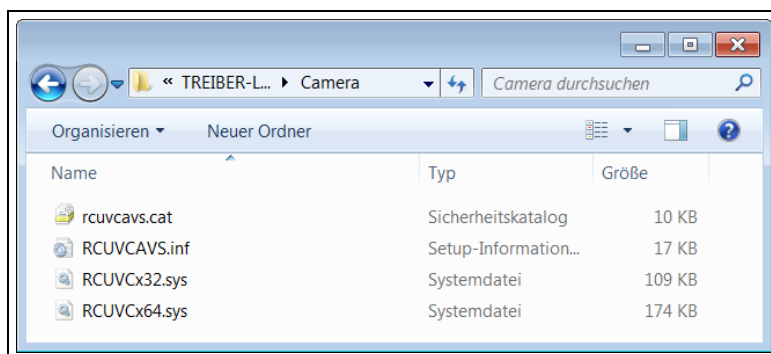 « TREIBER-L... Camera Camera durchsuchen
Organisieren Neuer Ordner
Name Typ Größe
rcuvcavs.cat Sicherheitskatalog 10 KB
RCUVCAVS.inf Setup-Information... 17 KB
RCUVCx32.sys Systemdatei 109 KB
RCUVCx64.sys Systemdatei 174 KB